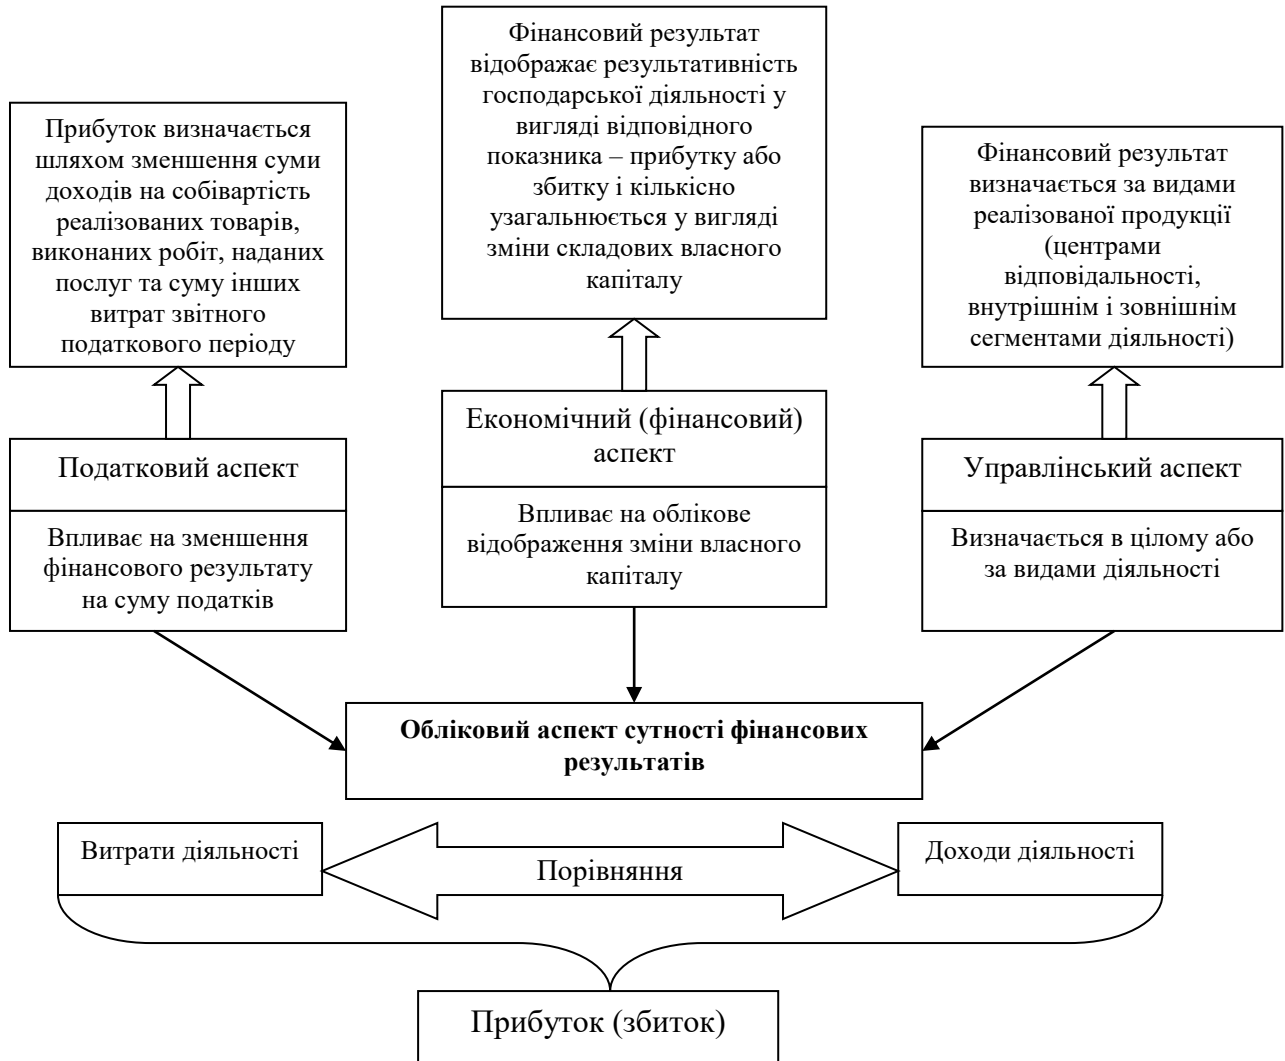 Прибуток визначається
шляхом зменшення суми
доходів на собівартість
реалізованих товарів,
виконаних робіт, наданих
послуг та суму інших
витрат звітного
податкового періоду
Фінансовий результат
відображає результативність
господарської діяльності у
вигляді відповідного
показника – прибутку або
збитку і кількісно
узагальнюється у вигляді
зміни складових власного
капіталу
Фінансовий результат
визначається за видами
реалізованої продукції
(центрами
відповідальності,
внутрішнім і зовнішнім
сегментами діяльності)
Податковий аспект
Впливає на зменшення
фінансового результату
на суму податків
Економічний (фінансовий)
аспект
Впливає на облікове
відображення зміни власного
капіталу
Управлінський аспект
Визначається в цілому або
за видами діяльності
Обліковий аспект сутності фінансових
результатів
Витрати діяльності
Порівняння
Доходи діяльності
Прибуток (збиток)